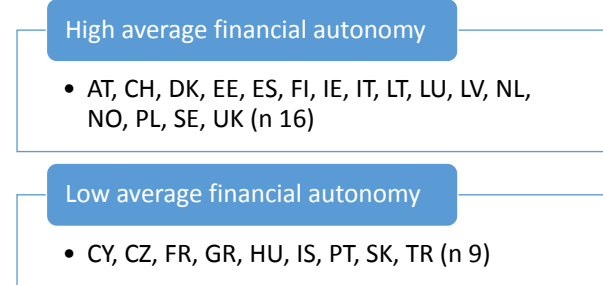 High average financial autonomy
• AT, CH, DK, EE, ES, FI, IE, IT, LT, LU, LV, NL,
NO, PL, SE, UK (n 16)
Low average financial autonomy
• CY, CZ, FR, GR, HU, IS, PT, SK, TR (n 9)